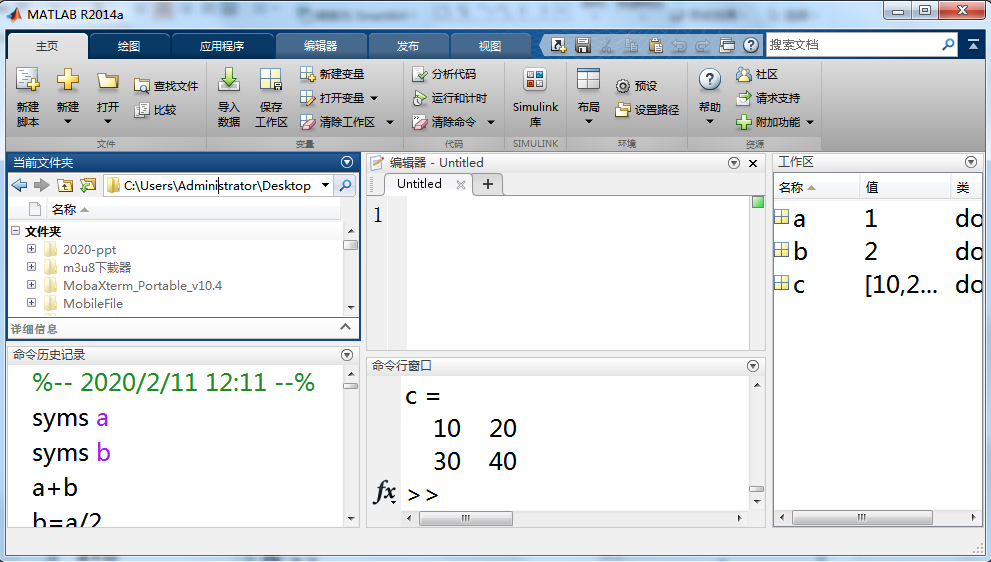 MATLAB R2014a
主页 绘图 应用程序 编辑器 发布 视图 搜索文档
新建脚本 新建 打开 查找文件 比较 导入数据 保存工作区 新建变量 打开变量 清除工作区 分析代码 运行和计时 清除命令 Simulink 库 布局 预设 设置路径 帮助 社区 请求支持 附加功能
文件 变量 代码 SIMULINK 环境 资源
当前文件夹
C:\Users\Administrator\Desktop
名称
文件夹
2020-ppt
m3u8下载器
MobaXterm_Portable_v10.4
MobileFile
详细信息
命令历史记录
%-- 2020/2/11 12:11 --%
syms a
syms b
a+b
b=a/2
编辑器 - Untitled
Untitled
1
命令行窗口
c =
10 20
30 40
fx >>
工作区
名称 值 类
a 1 do
b 2 do
c [10,2... do